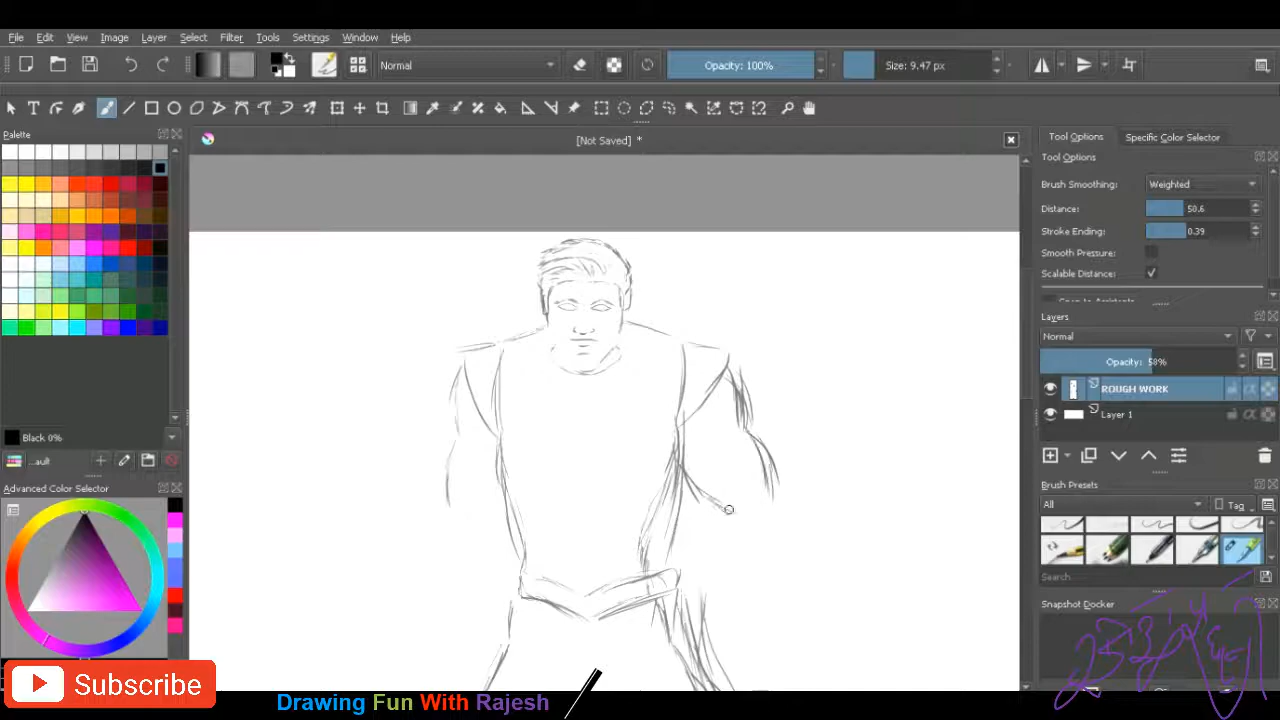 File Edit View Image Layer Select Filter Tools Settings Window Help
Normal Opacity: 100% Size: 9.47 px
Palette
[Not Saved] *
Tool Options Specific Color Selector
Tool Options
Brush Smoothing: Weighted
Distance: 50.6
Stroke Ending: 0.39
Smooth Pressure:
Scalable Distance:
Layers
Normal
Opacity: 58%
ROUGH WORK
Layer 1
Black 0%
...ault
Advanced Color Selector
Brush Presets
All Tag
Search
Snapshot Docker
Subscribe
Drawing Fun With Rajesh